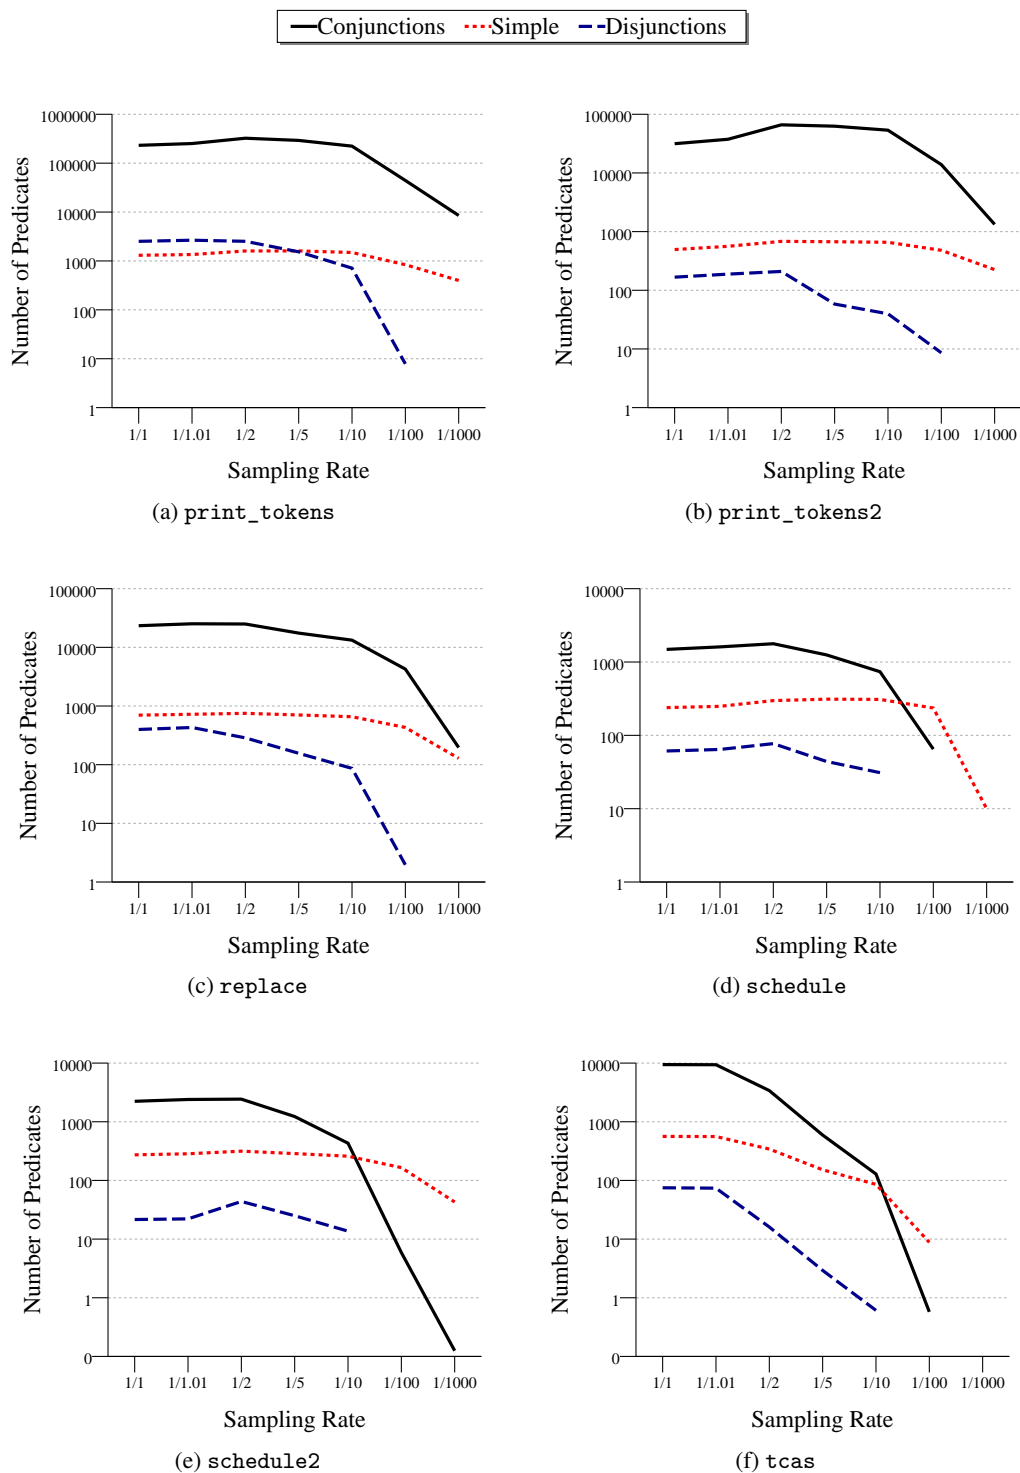 Conjunctions Simple Disjunctions
1000000
100000
10000
1000
100
10
1
Number of Predicates
1/1 1/1.01 1/2 1/5 1/10 1/100 1/1000
Sampling Rate
(a) print_tokens
100000
10000
1000
100
10
1
Number of Predicates
1/1 1/1.01 1/2 1/5 1/10 1/100 1/1000
Sampling Rate
(b) print_tokens2
100000
10000
1000
100
10
1
Number of Predicates
1/1 1/1.01 1/2 1/5 1/10 1/100 1/1000
Sampling Rate
(c) replace
10000
1000
100
10
1
Number of Predicates
1/1 1/1.01 1/2 1/5 1/10 1/100 1/1000
Sampling Rate
(d) schedule
10000
1000
100
10
1
0
Number of Predicates
1/1 1/1.01 1/2 1/5 1/10 1/100 1/1000
Sampling Rate
(e) schedule2
10000
1000
100
10
1
0
Number of Predicates
1/1 1/1.01 1/2 1/5 1/10 1/100 1/1000
Sampling Rate
(f) tcas